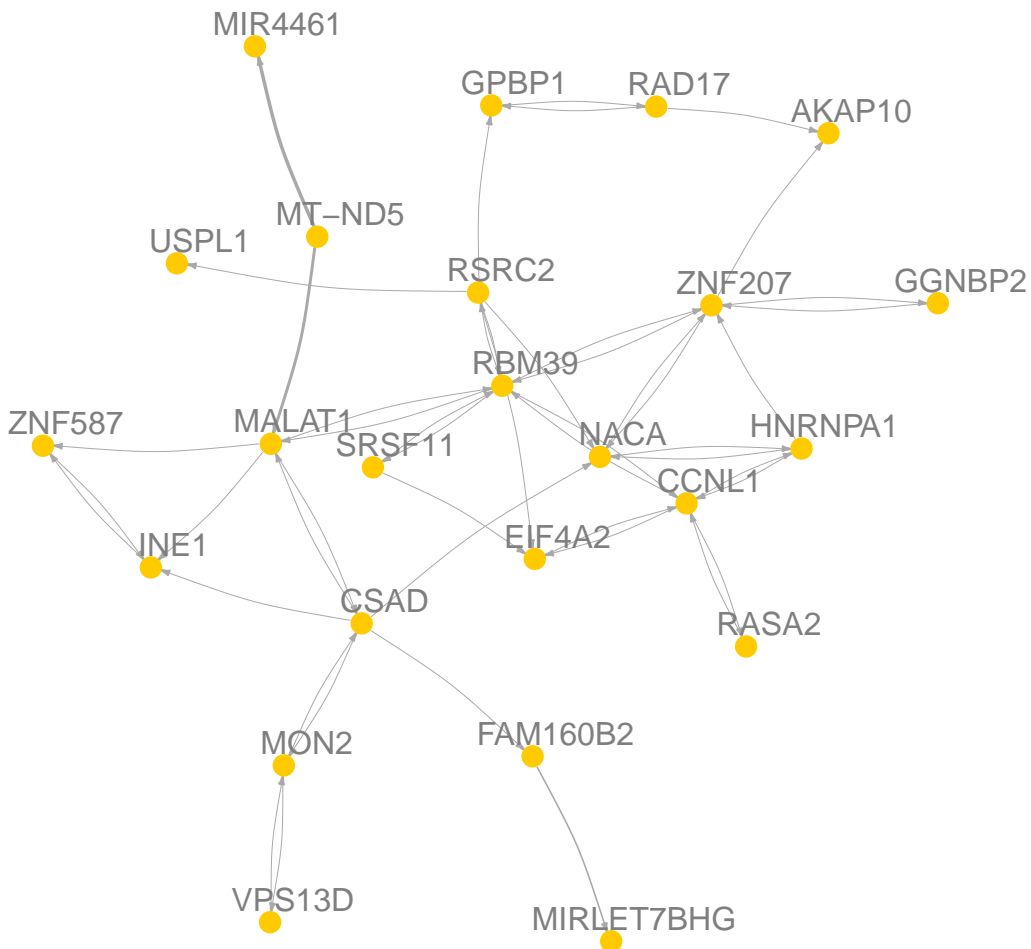 MIR4461
GPBP1
RAD17
AKAP10
MT−ND5
USPL1
RSRC2
ZNF207
GGNBP2
RBM39
ZNF587
MALAT1
SRSF11
NACA
HNRNPA1
CCNL1
INE1
EIF4A2
CSAD
RASA2
MON2
FAM160B2
VPS13D
MIRLET7BHG